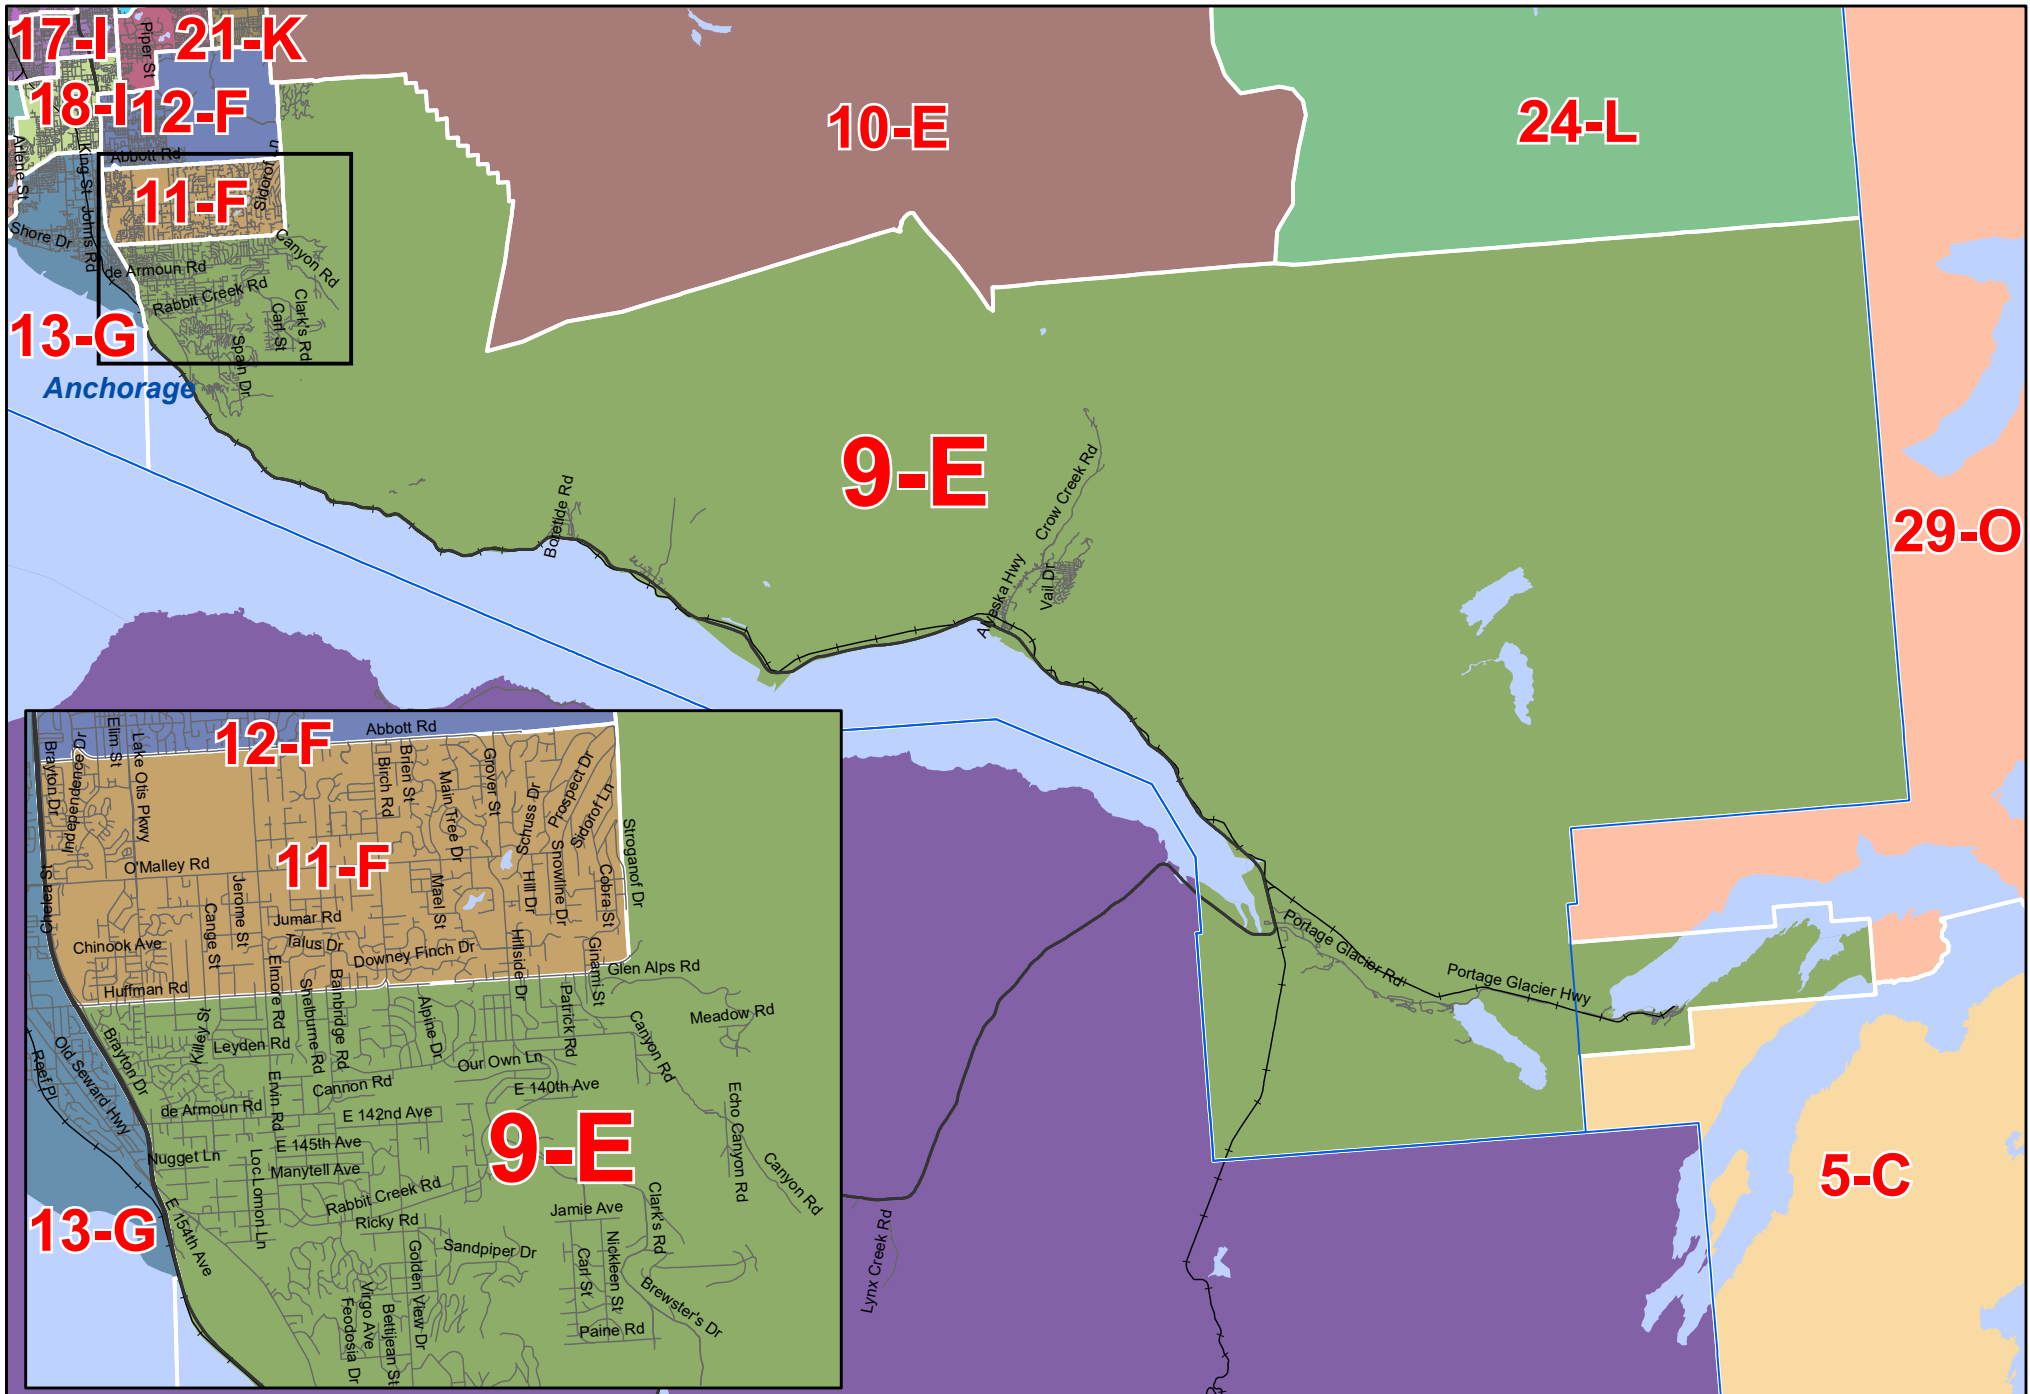 17-I
Piper St
21-K
18-I
12-F
10-E
24-L
Arlene St
King St
Johns Rd
Abbott Rd
11-F
Sidorof Ln
Shore Dr
de Armoun Rd
Canyon Rd
Rabbit Creek Rd
Clark's Rd
Carl St
Spain Dr
13-G
Anchorage
9-E
Crow Creek Rd
Botetide Rd
Alyeska Hwy
Vail Dr
29-O
Portage Glacier Rd
Portage Glacier Hwy
5-C
Lynx Creek Rd
12-F
Abbott Rd
Brayton Dr
Independence Dr
Elim St
Lake Otis Pkwy
Brien St
Birch Rd
Main Tree Dr
Grover St
Schuss Dr
Prospect Dr
Sidorof Ln
Stroganof Dr
O'Malley Rd
11-F
Chelea St
Jerome St
Cange St
Jumar Rd
Talus Dr
Mael St
Hill Dr
Snowline Dr
Cobra St
Chinook Ave
Downey Finch Dr
Hillside Dr
Ginami St
Glen Alps Rd
Huffman Rd
Elmore Rd
Shelburne Rd
Bainbridge Rd
Alpine Dr
Patrick Rd
Meadow Rd
Killey St
Leyden Rd
Our Own Ln
Canyon Rd
Old Seward Hwy
Reef Pl
Brayton Dr
Cannon Rd
E 140th Ave
de Armoun Rd
Ervin Rd
E 142nd Ave
Echo Canyon Rd
9-E
E 145th Ave
Nugget Ln
Loc Lomon Ln
Manytell Ave
Canyon Rd
Rabbit Creek Rd
Jamie Ave
Clark's Rd
13-G
E 154th Ave
Ricky Rd
Sandpiper Dr
Golden View Dr
Carl St
Nickleen St
Brewster's Dr
Virgo Ave
Feodosia Dr
Bettijean St
Paine Rd